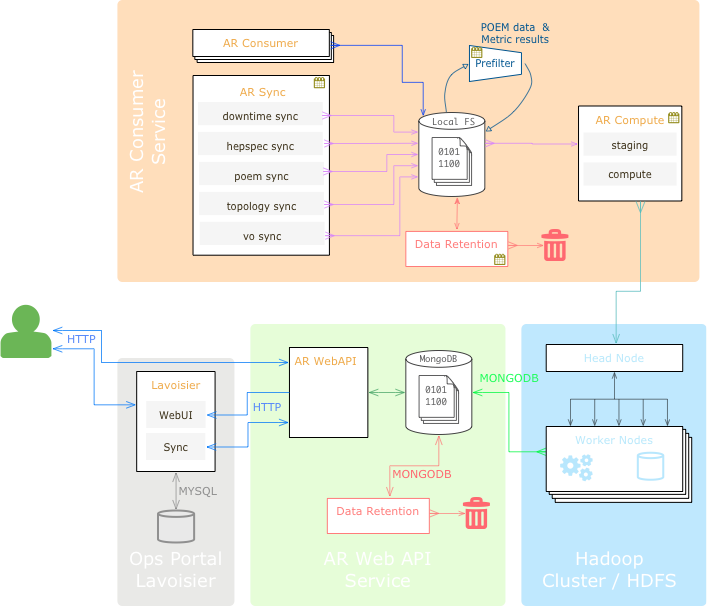 POEM data & 
Metric results
AR Consumer
Prefilter
AR Sync
downtime sync
hepspec sync
poem sync
topology sync
vo sync
Local FS
0101
1100
AR Compute
staging
compute
Data Retention
AR Consumer
Service
HTTP
Lavoisier
WebUI
Sync
MYSQL
Ops Portal
Lavoisier
HTTP
AR WebAPI
MongoDB
0101
1100
MONGODB
Data Retention
AR Web API
Service
MONGODB
Head Node
Worker Nodes
Hadoop
Cluster / HDFS